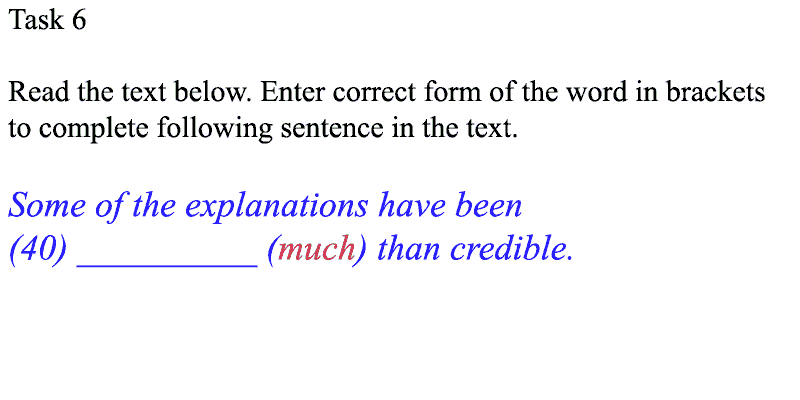 Task 6
Read the text below. Enter correct form of the word in brackets
to complete following sentence in the text.
Some of the explanations have been
(40) __________ (much) than credible.